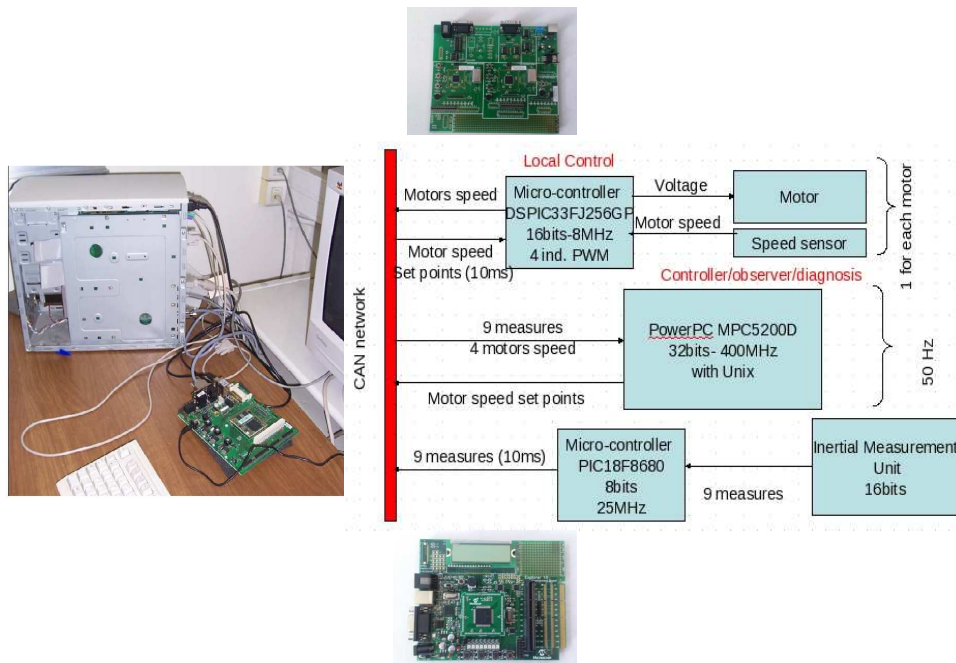 Local Control
Motors speed
Motor speed
Set points (10ms)
Micro-controller
DSPIC33FJ256GP
16bits-8MHz
4 ind. PWM
Voltage
Motor speed
Motor
Speed sensor
1 for each motor
Controller/observer/diagnosis
CAN network
9 measures
4 motors speed
Motor speed set points
PowerPC MPC5200D
32bits- 400MHz
with Unix
50 Hz
9 measures (10ms)
Micro-controller
PIC18F8680
8bits
25MHz
9 measures
Inertial Measurement
Unit
16bits